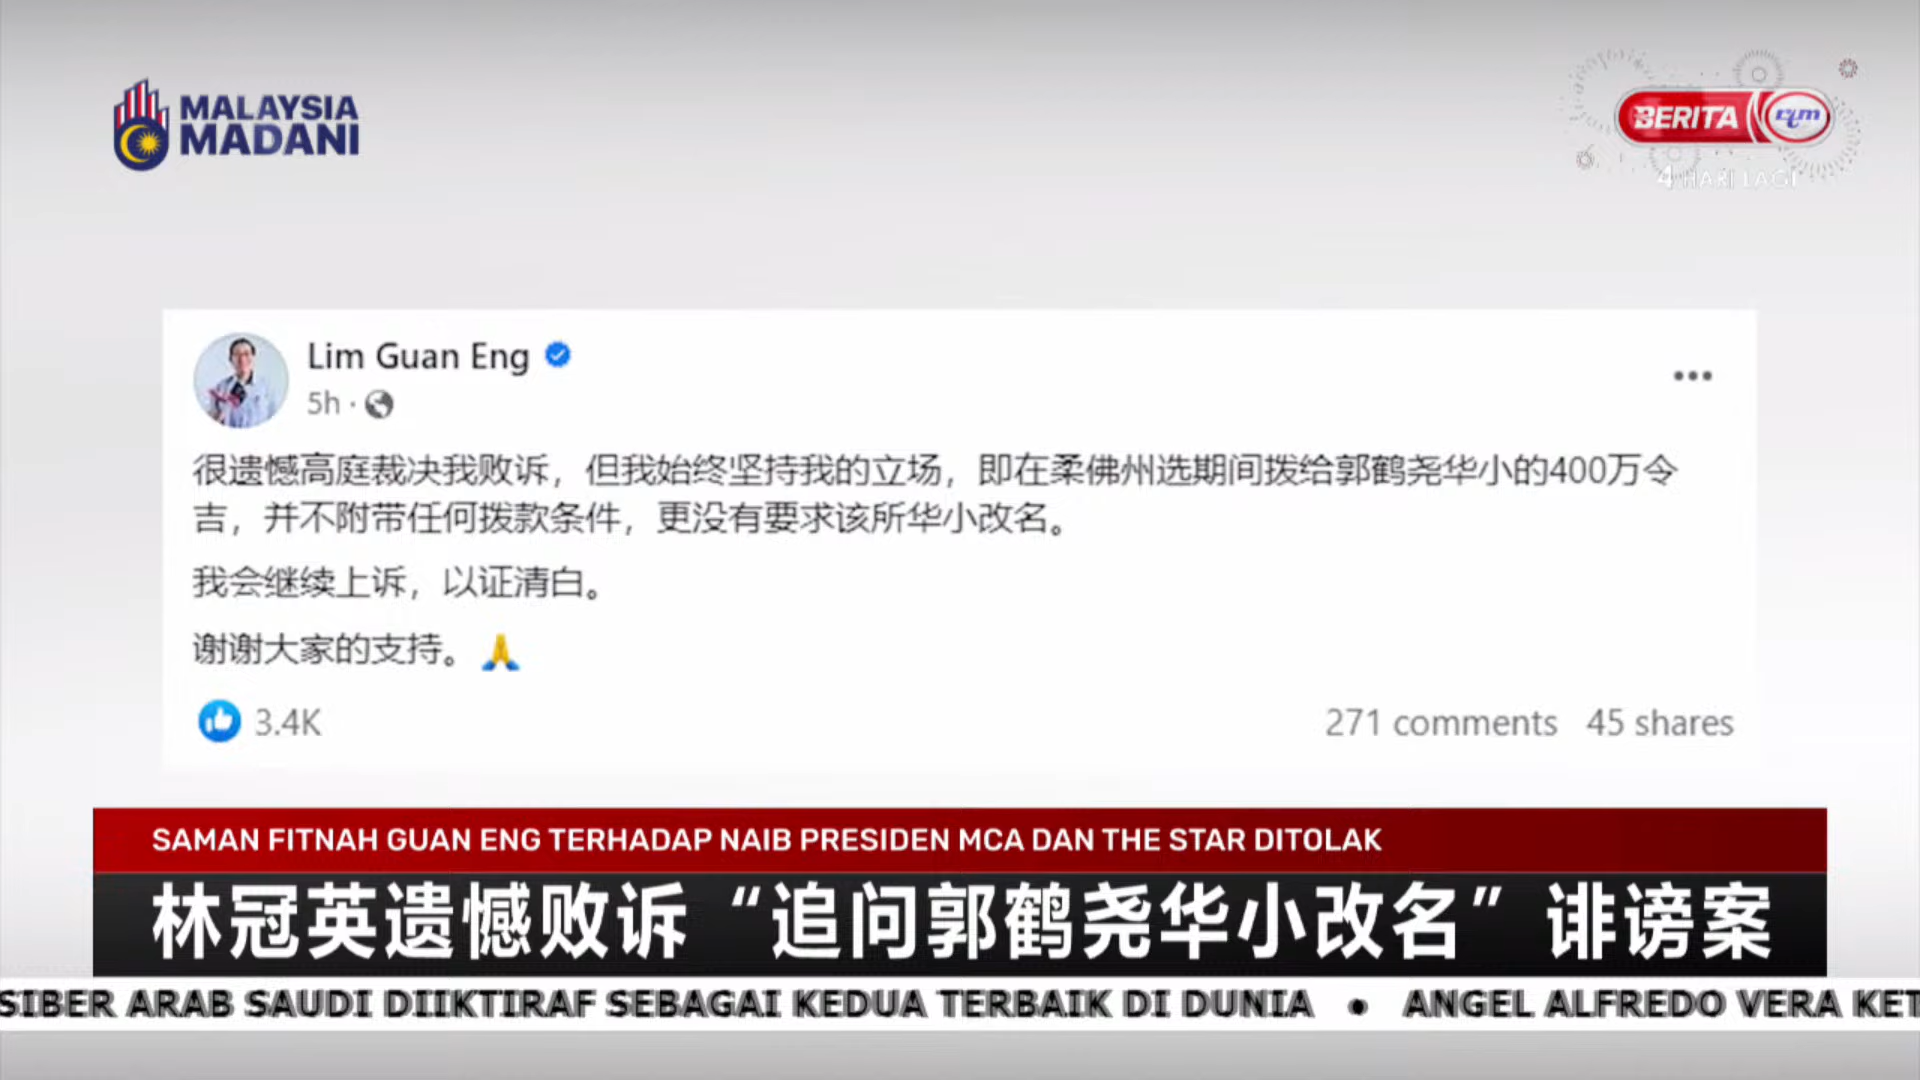 MALAYSIA
MADANI
BERITA rtm
4 HARI LAGI
Lim Guan Eng
5h ·
很遗憾高庭裁决我败诉，但我始终坚持我的立场，即在柔佛州选期间拨给郭鹤尧华小的400万令
吉，并不附带任何拨款条件，更没有要求该所华小改名。
我会继续上诉，以证清白。
谢谢大家的支持。🙏
3.4K
271 comments 45 shares
SAMAN FITNAH GUAN ENG TERHADAP NAIB PRESIDEN MCA DAN THE STAR DITOLAK
林冠英遗憾败诉“追问郭鹤尧华小改名”诽谤案
SIBER ARAB SAUDI DIIKTIRAF SEBAGAI KEDUA TERBAIK DI DUNIA • ANGEL ALFREDO VERA KET